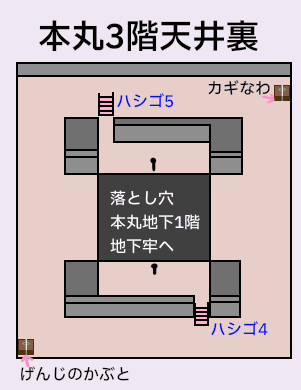 本丸3階天井裏
カギなわ
ハシゴ5
落とし穴
本丸地下1階
地下牢へ
ハシゴ4
げんじのかぶと